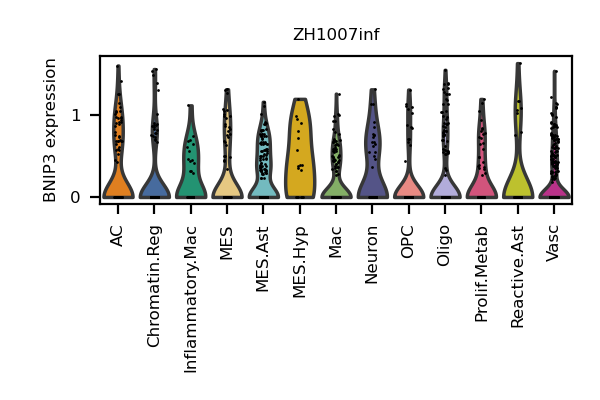 ZH1007inf
BNIP3 expression
1
0
AC
Chromatin.Reg
Inflammatory.Mac
MES
MES.Ast
MES.Hyp
Mac
Neuron
OPC
Oligo
Prolif.Metab
Reactive.Ast
Vasc